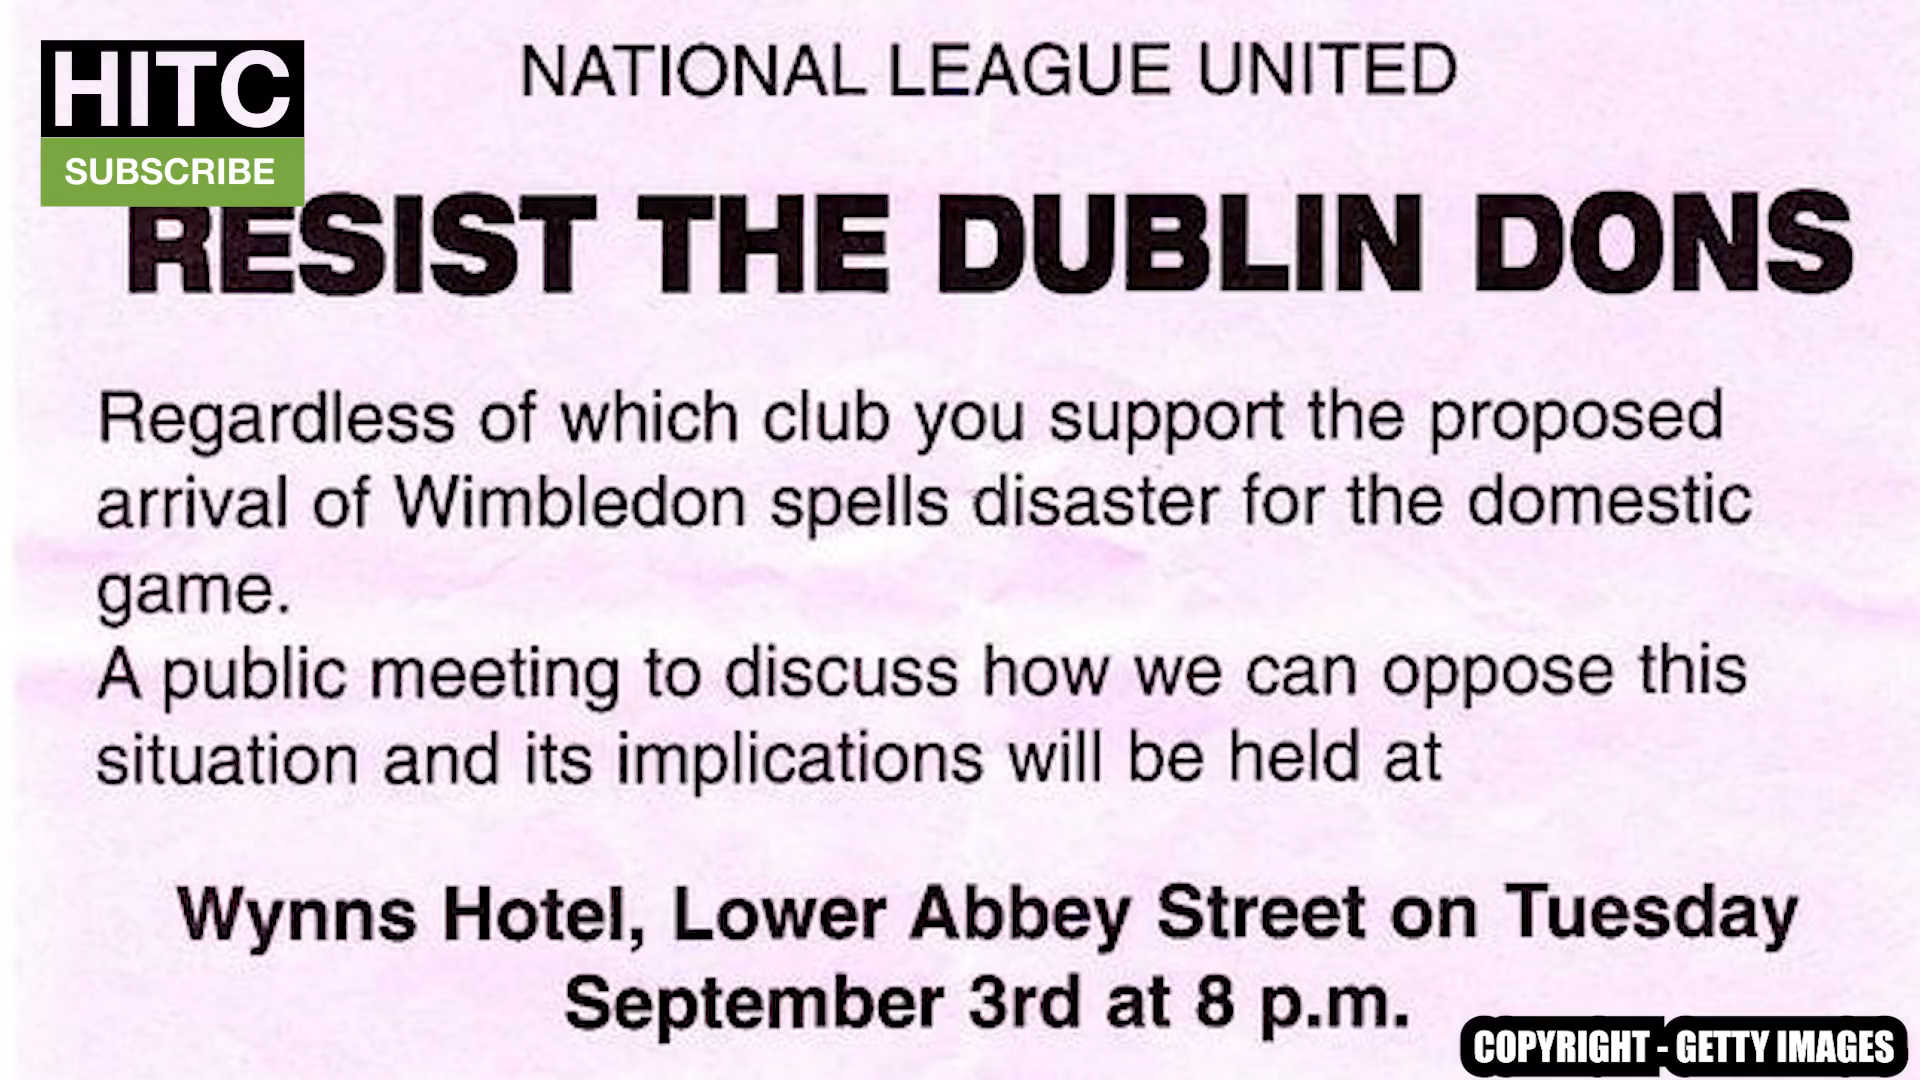 HITC
SUBSCRIBE
NATIONAL LEAGUE UNITED
RESIST THE DUBLIN DONS
Regardless of which club you support the proposed
arrival of Wimbledon spells disaster for the domestic
game.
A public meeting to discuss how we can oppose this
situation and its implications will be held at
Wynns Hotel, Lower Abbey Street on Tuesday
September 3rd at 8 p.m.
COPYRIGHT - GETTY IMAGES